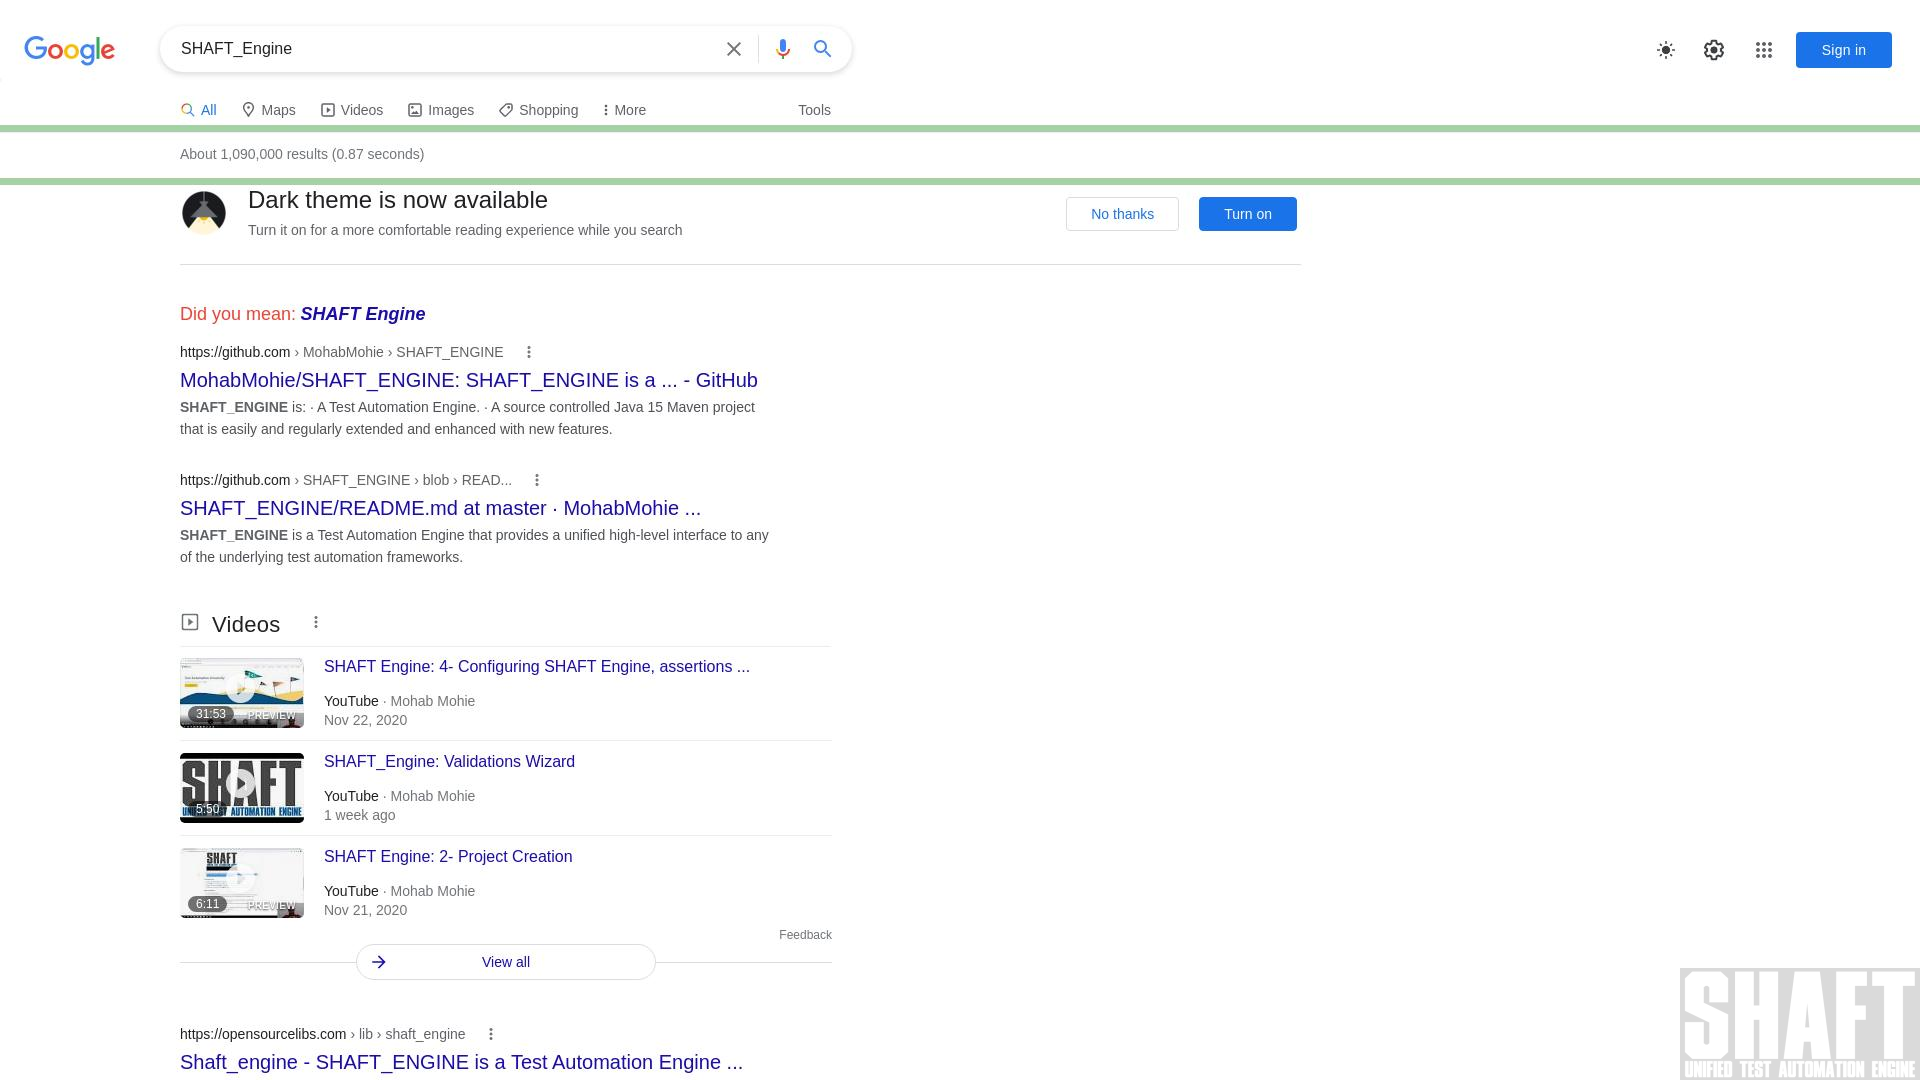 Google
SHAFT_Engine
Sign in
All
Maps
Videos
Images
Shopping
More
Tools
About 1,090,000 results (0.87 seconds)
Dark theme is now available
Turn it on for a more comfortable reading experience while you search
No thanks
Turn on
Did you mean: SHAFT Engine
https://github.com › MohabMohie › SHAFT_ENGINE
MohabMohie/SHAFT_ENGINE: SHAFT_ENGINE is a ... - GitHub
SHAFT_ENGINE is: · A Test Automation Engine. · A source controlled Java 15 Maven project
that is easily and regularly extended and enhanced with new features.
https://github.com › SHAFT_ENGINE › blob › READ...
SHAFT_ENGINE/README.md at master · MohabMohie ...
SHAFT_ENGINE is a Test Automation Engine that provides a unified high-level interface to any
of the underlying test automation frameworks.
Videos
31:53
PREVIEW
SHAFT Engine: 4- Configuring SHAFT Engine, assertions ...
YouTube · Mohab Mohie
Nov 22, 2020
SHAFT
5:50
UNIFIED TEST AUTOMATION ENGINE
SHAFT_Engine: Validations Wizard
YouTube · Mohab Mohie
1 week ago
SHAFT
6:11
PREVIEW
SHAFT Engine: 2- Project Creation
YouTube · Mohab Mohie
Nov 21, 2020
Feedback
View all
https://opensourcelibs.com › lib › shaft_engine
Shaft_engine - SHAFT_ENGINE is a Test Automation Engine ...
SHAFT
UNIFIED TEST AUTOMATION ENGINE